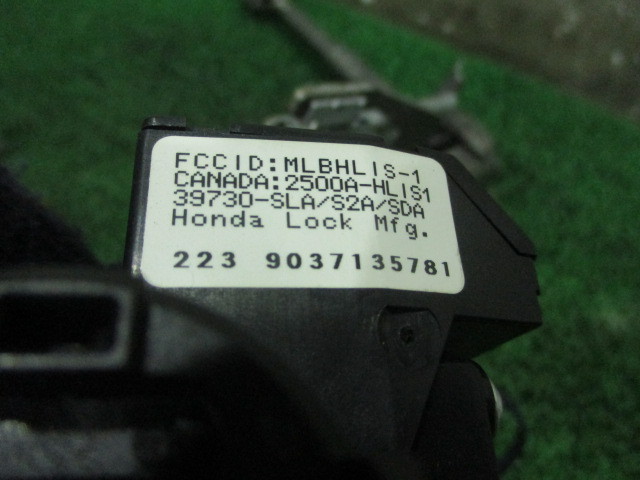 FCCID:MLBHLIS-1
CANADA:2500A-HLIS1
39730-SLA/S2A/SDA
Honda Lock Mfg.
223 9037135781